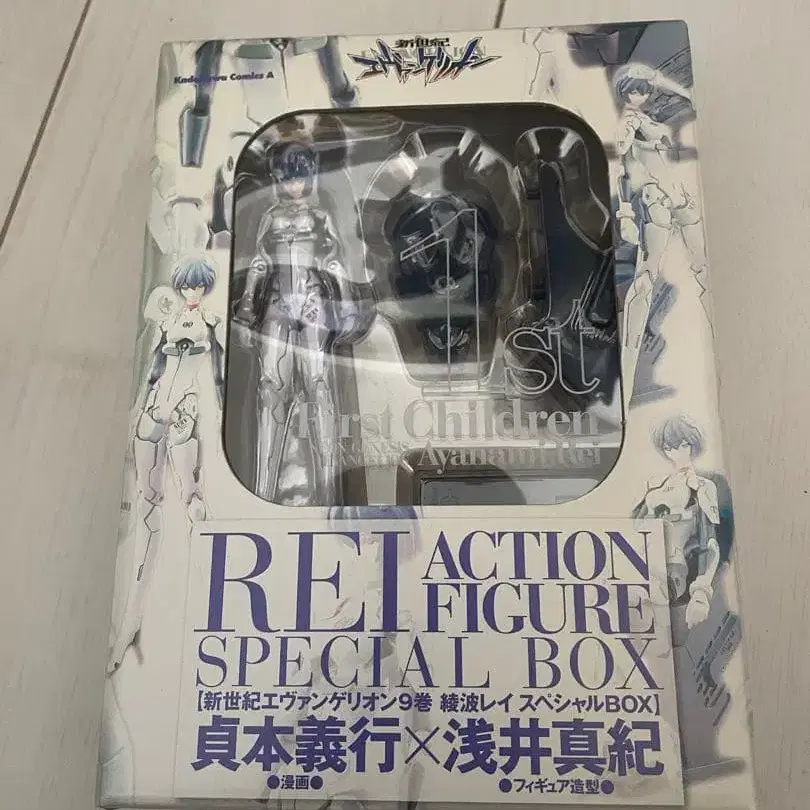 新世紀
エヴァンゲリオン
Kadokawa Comics A
1st
First Children
Ayanami Rei
REI ACTION FIGURE
SPECIAL BOX
【新世紀エヴァンゲリオン9巻 綾波レイ スペシャルBOX】
貞本義行×浅井真紀
●漫画● ●フィギュア造型●